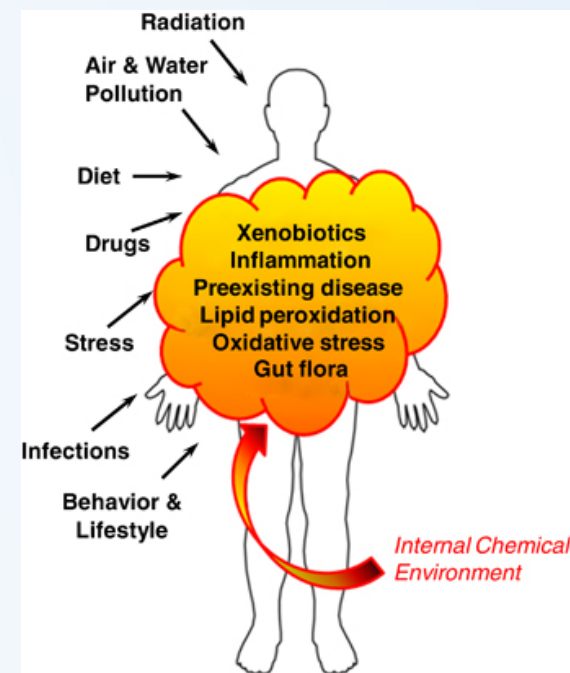 Radiation
Air & Water
Pollution
Diet
Drugs
Stress
Infections
Behavior &
Lifestyle
Xenobiotics
Inflammation
Preexisting disease
Lipid peroxidation
Oxidative stress
Gut flora
Internal Chemical
Environment